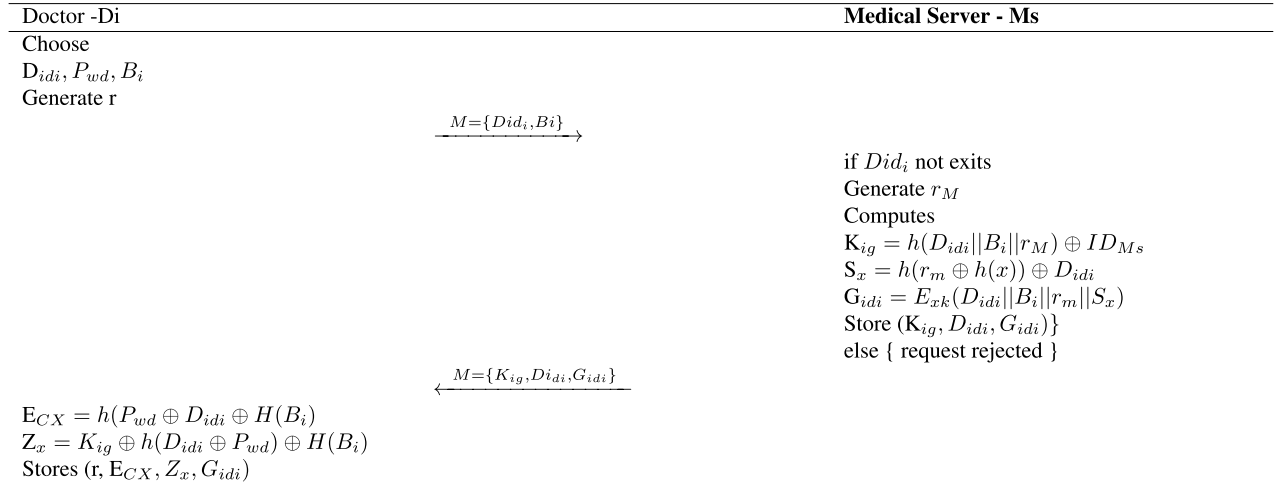 Doctor -Di
Medical Server - Ms
Choose
D_{idi}, P_{wd}, B_i
Generate r
M={Did_i,Bi}
if Did_i not exits
Generate r_M
Computes
K_{ig} = h(D_{idi}||B_i||r_M) ⊕ ID_{Ms}
S_x = h(r_m ⊕ h(x)) ⊕ D_{idi}
G_{idi} = E_{xk}(D_{idi}||B_i||r_m||S_x)
Store (K_{ig}, D_{idi}, G_{idi})}
else { request rejected }
M={K_{ig},Di_{di},G_{idi}}
E_{CX} = h(P_{wd} ⊕ D_{idi} ⊕ H(B_i)
Z_x = K_{ig} ⊕ h(D_{idi} ⊕ P_{wd}) ⊕ H(B_i)
Stores (r, E_{CX}, Z_x, G_{idi})